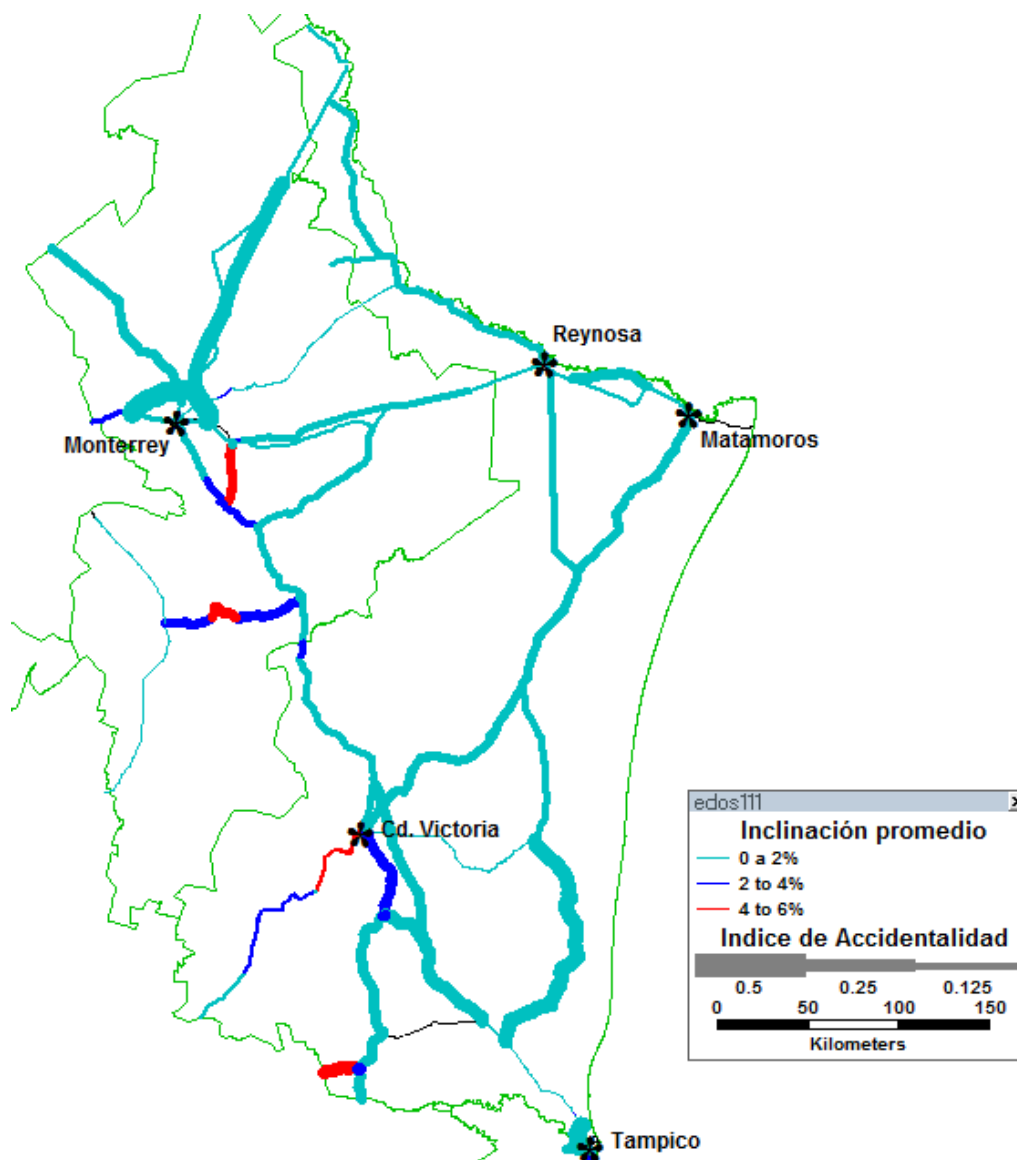 Reynosa
Monterrey
Matamoros
Cd. Victoria
Tampico
edos111
Inclinación promedio
0 a 2%
2 to 4%
4 to 6%
Indice de Accidentalidad
0.5 0.25 0.125
0 50 100 150
Kilometers